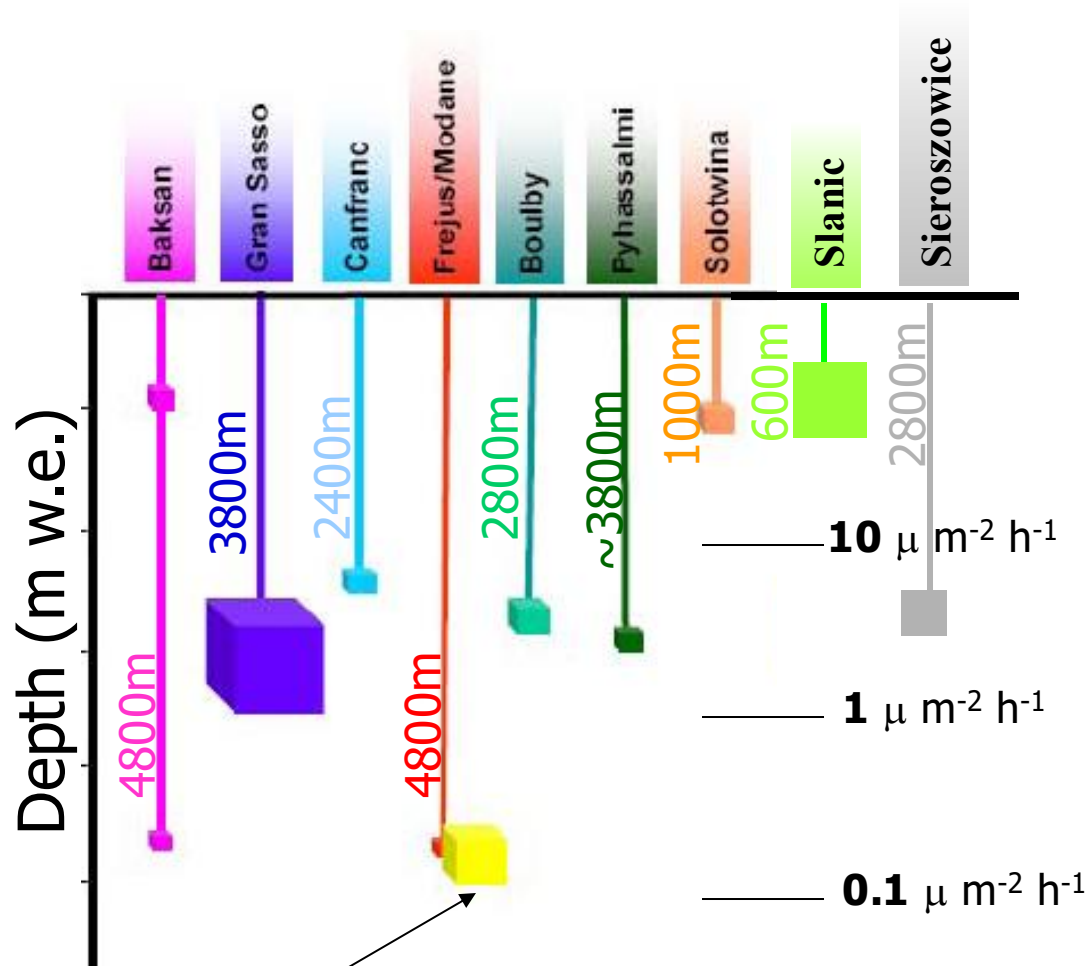 Baksan
Gran Sasso
Canfranc
Frejus/Modane
Boulby
Pyhassalmi
Solotwina
Slanic
Sieroszowice
Depth (m w.e.)
4800m
3800m
2400m
4800m
2800m
~3800m
1000m
600m
2800m
10 μ m-2 h-1
1 μ m-2 h-1
0.1 μ m-2 h-1